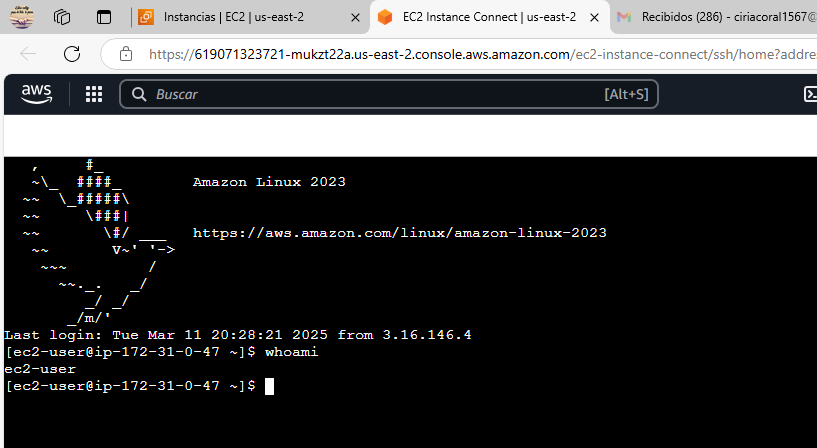 Instancias | EC2 | us-east-2
EC2 Instance Connect | us-east-2
Recibidos (286) - ciriacoral1567@
https://619071323721-mukzt22a.us-east-2.console.aws.amazon.com/ec2-instance-connect/ssh/home?addre
aws
Buscar
[Alt+S]
   ,     #_
   ~\_  ####_        Amazon Linux 2023
  ~~  \_#####\
  ~~     \###|
  ~~       \#/ ___   https://aws.amazon.com/linux/amazon-linux-2023
   ~~       V~' '->
    ~~~         /
      ~~._.   _/
         _/ _/
       _/m/'
Last login: Tue Mar 11 20:28:21 2025 from 3.16.146.4
[ec2-user@ip-172-31-0-47 ~]$ whoami
ec2-user
[ec2-user@ip-172-31-0-47 ~]$